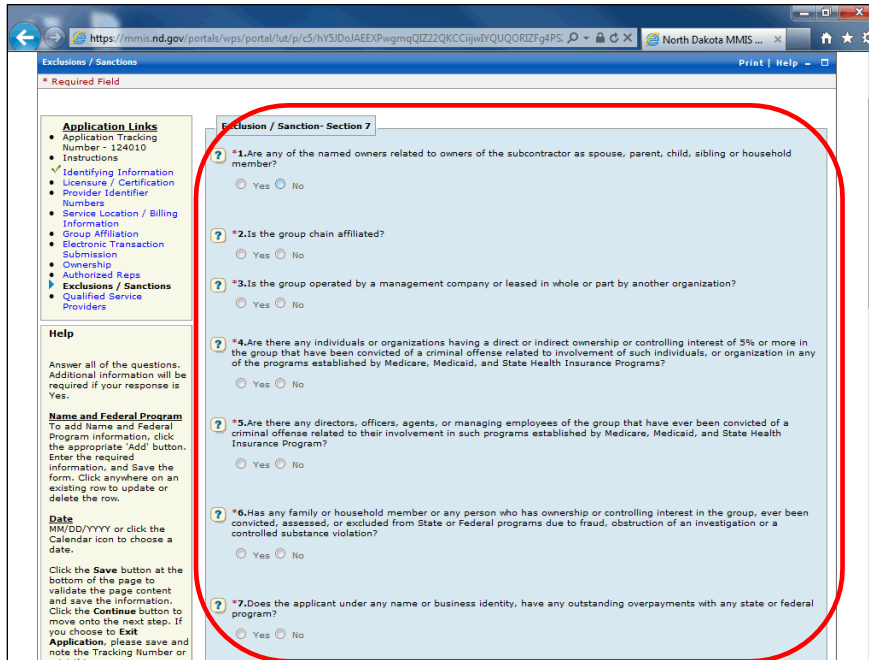 https://mmis.nd.gov/portals/wps/portal/!ut/p/c5/
North Dakota MMIS ...
Exclusions / Sanctions
Print | Help
* Required Field
Application Links
Application Tracking
Number - 124010
Instructions
Identifying Information
Licensure / Certification
Provider Identifier
Numbers
Service Location / Billing
Information
Group Affiliation
Electronic Transaction
Submission
Ownership
Authorized Reps
Exclusions / Sanctions
Qualified Service
Providers
Help
Answer all of the questions.
Additional information will be
required if your response is
Yes.
Name and Federal Program
To add Name and Federal
Program information, click
the appropriate 'Add' button.
Enter the required
information, and Save the
form. Click anywhere on an
existing row to update or
delete the row.
Date
MM/DD/YYYY or click the
Calendar icon to choose a
date.
Click the Save button at the
bottom of the page to
validate the page content
and save the information.
Click the Continue button to
move onto the next step. If
you choose to Exit
Application, please save and
note the Tracking Number or
Exclusion / Sanction- Section 7
*1.Are any of the named owners related to owners of the subcontractor as spouse, parent, child, sibling or household
member?
Yes No
*2.Is the group chain affiliated?
Yes No
*3.Is the group operated by a management company or leased in whole or part by another organization?
Yes No
*4.Are there any individuals or organizations having a direct or indirect ownership or controlling interest of 5% or more in
the group that have been convicted of a criminal offense related to involvement of such individuals, or organization in any
of the programs established by Medicare, Medicaid, and State Health Insurance Programs?
Yes No
*5.Are there any directors, officers, agents, or managing employees of the group that have ever been convicted of a
criminal offense related to their involvement in such programs established by Medicare, Medicaid, and State Health
Insurance Program?
Yes No
*6.Has any family or household member or any person who has ownership or controlling interest in the group, ever been
convicted, assessed, or excluded from State or Federal programs due to fraud, obstruction of an investigation or a
controlled substance violation?
Yes No
*7.Does the applicant under any name or business identity, have any outstanding overpayments with any state or federal
program?
Yes No